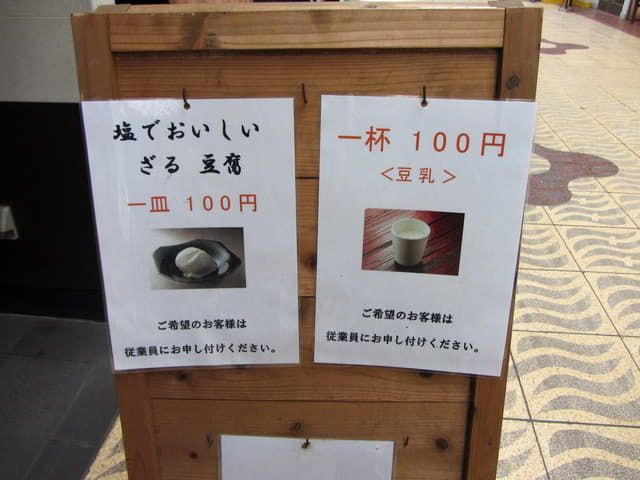 塩でおいしい
ざる 豆腐
一皿 100円
ご希望のお客様は
従業員にお申し付けください。
一杯 100円
＜豆乳＞
ご希望のお客様は
従業員にお申し付けください。